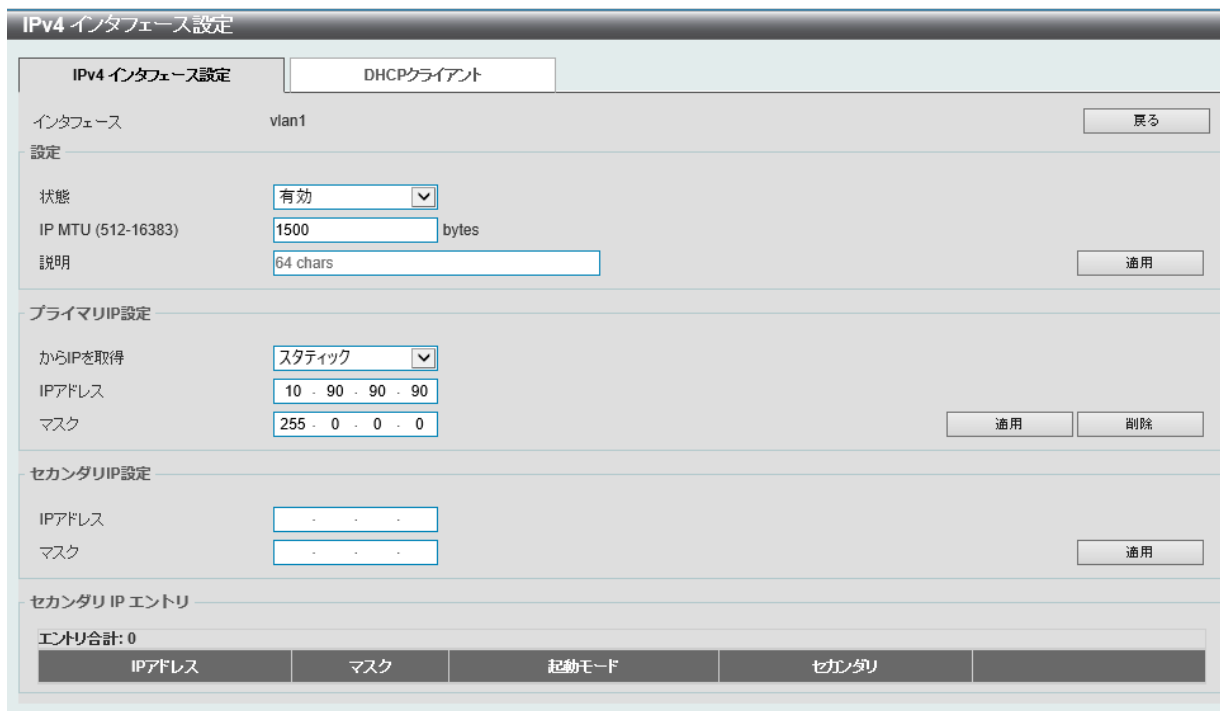 IPv4 インタフェース設定
IPv4 インタフェース設定 DHCPクライアント
インタフェース vlan1 戻る
設定
状態 有効
IP MTU (512-16383) 1500 bytes
説明 64 chars 適用
プライマリIP設定
からIPを取得 スタティック
IPアドレス 10 . 90 . 90 . 90
マスク 255 . 0 . 0 . 0 適用 削除
セカンダリIP設定
IPアドレス . . .
マスク . . . 適用
セカンダリ IP エントリ
エントリ合計: 0
IPアドレス マスク 起動モード セカンダリ